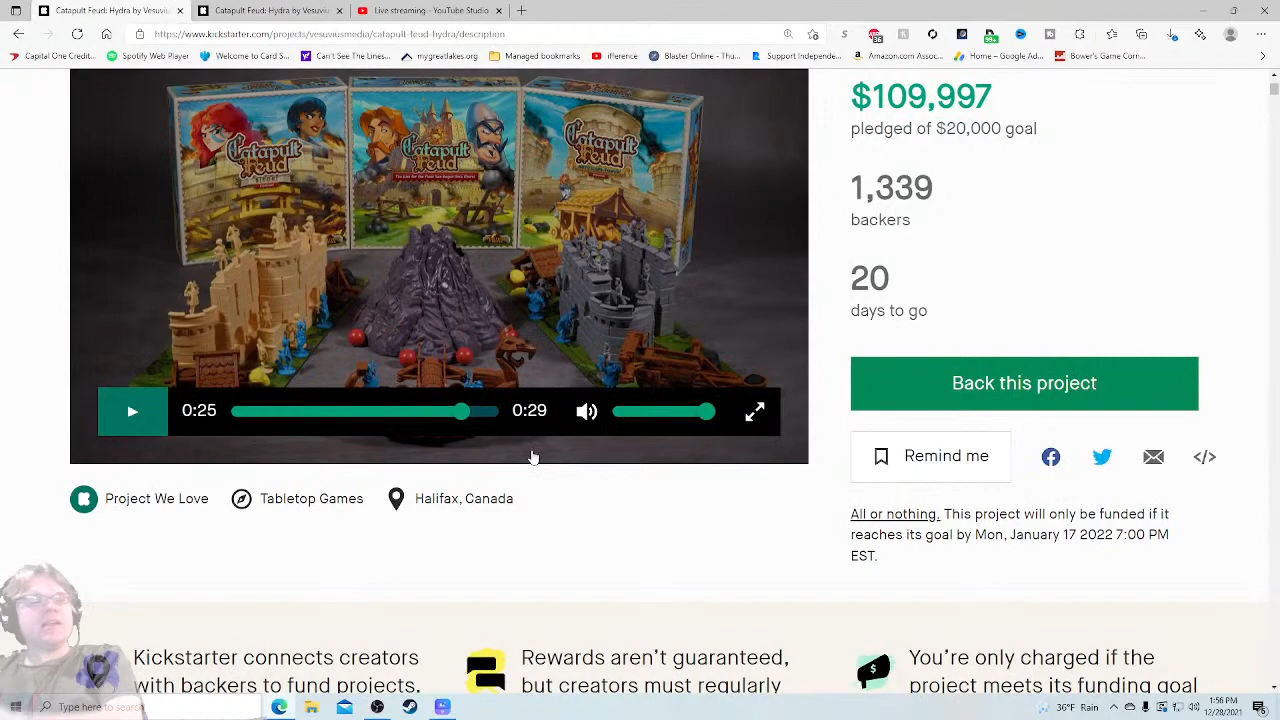 Catapult Feud: Hydra by Vesuviu
Catapult Feud: Hydra by Vesuviu
Live streaming - YouTube Studio
https://www.kickstarter.com/projects/vesuviusmedia/catapult-feud-hydra/description
Capital One Credit...
Spotify Web Player
Welcome to Card S...
Can't See The Lines...
mygreatlakes.org
Managed bookmarks
ifference
Blaster Online - Thu...
Support Independe...
Amazon.com Assoc...
Home – Google Ad...
Bower's Game Corn...
Catapult Feud
Catapult Feud
Catapult Feud
$109,997
pledged of $20,000 goal
1,339
backers
20
days to go
Back this project
Remind me
0:25
0:29
Project We Love
Tabletop Games
Halifax, Canada
All or nothing. This project will only be funded if it
reaches its goal by Mon, January 17 2022 7:00 PM
EST.
Kickstarter connects creators
with backers to fund projects.
Rewards aren't guaranteed,
but creators must regularly
You're only charged if the
project meets its funding goal
Type here to search
36°F Rain
1:56 PM
12/28/2021